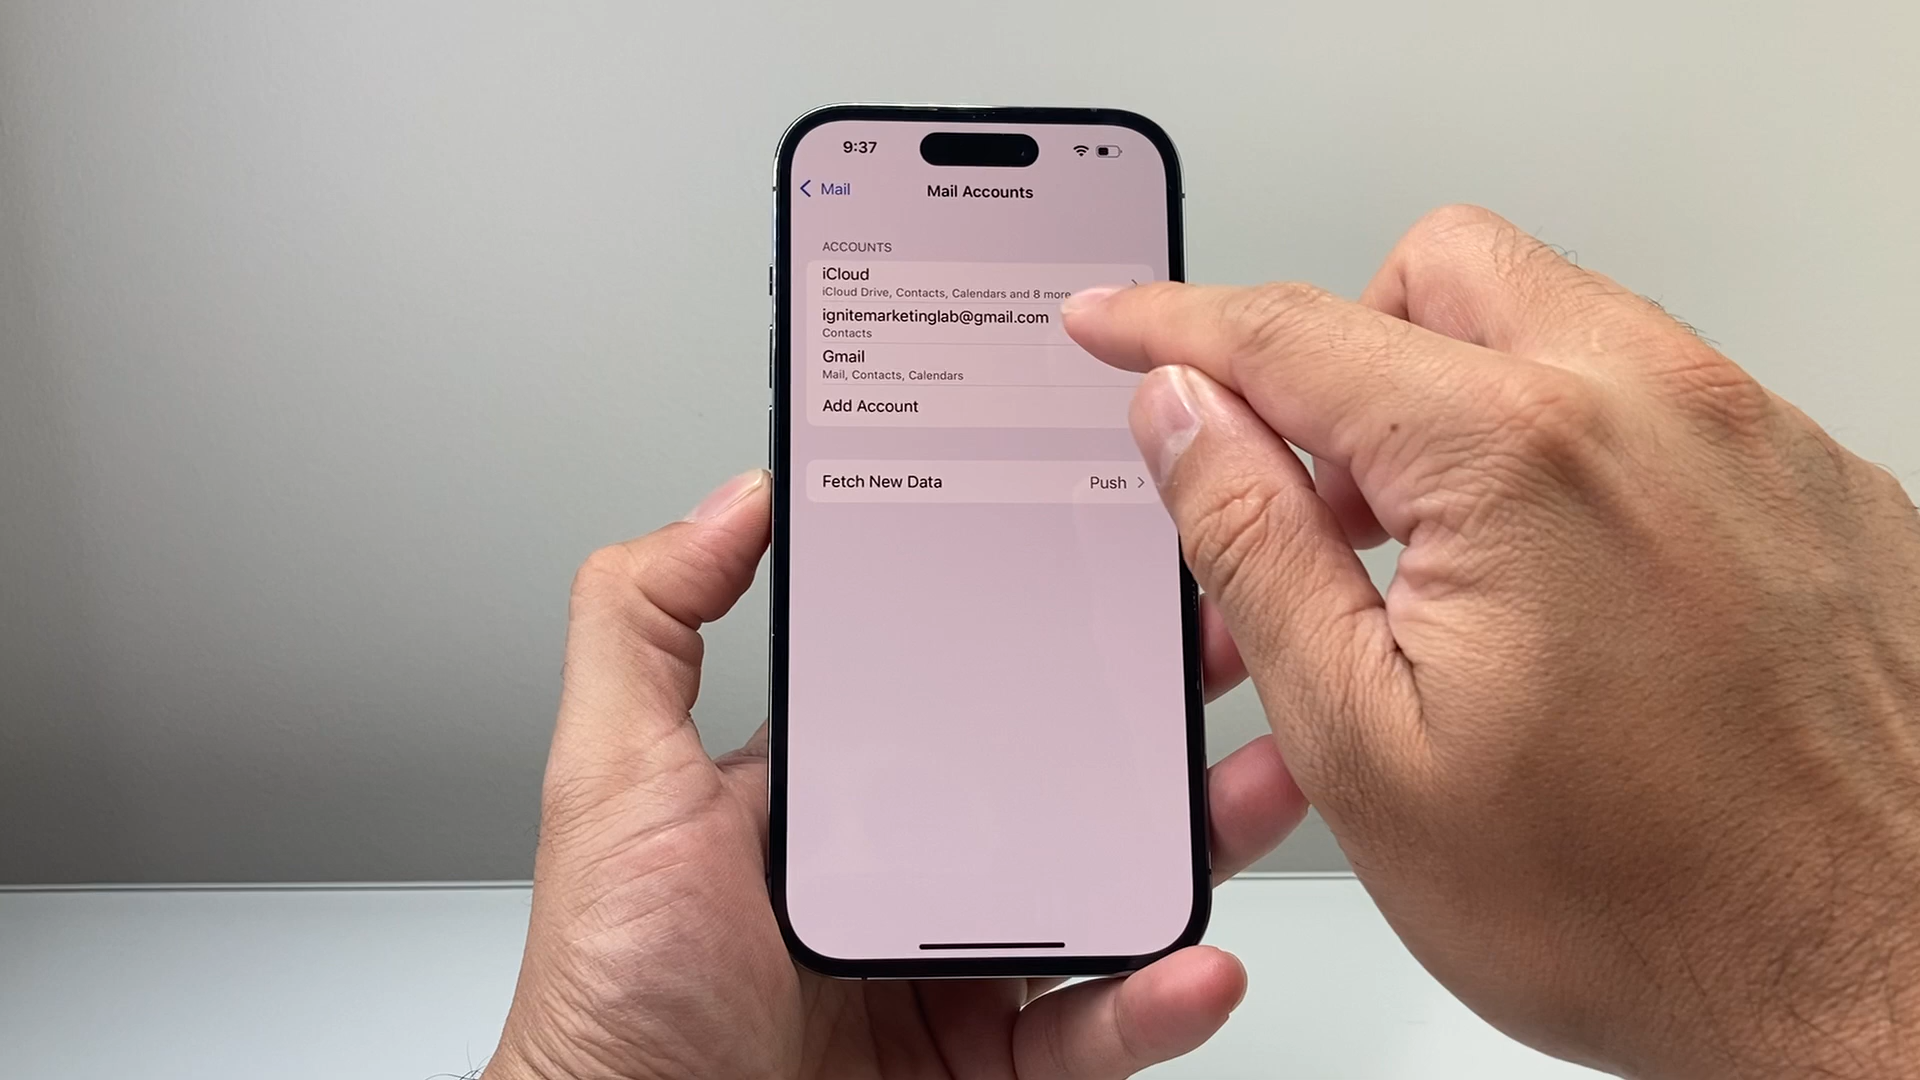 9:37
Mail
Mail Accounts
ACCOUNTS
iCloud
iCloud Drive, Contacts, Calendars and 8 more
ignitemarketinglab@gmail.com
Contacts
Gmail
Mail, Contacts, Calendars
Add Account
Fetch New Data Push